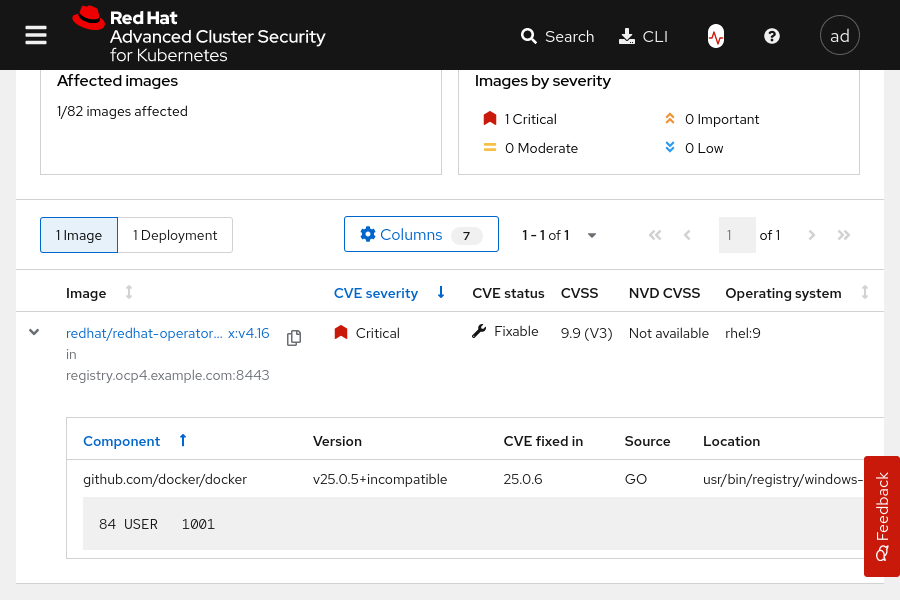 Red Hat
Advanced Cluster Security
for Kubernetes
Search
CLI
ad
Affected images
1/82 images affected
Images by severity
1 Critical
0 Important
0 Moderate
0 Low
1 Image
1 Deployment
Columns 7
1 - 1 of 1
1 of 1
Image
CVE severity
CVE status
CVSS
NVD CVSS
Operating system
redhat/redhat-operator… x:v4.16
in
registry.ocp4.example.com:8443
Critical
Fixable
9.9 (V3)
Not available
rhel:9
Component
Version
CVE fixed in
Source
Location
github.com/docker/docker
v25.0.5+incompatible
25.0.6
GO
usr/bin/registry/windows-
84 USER 1001
Feedback